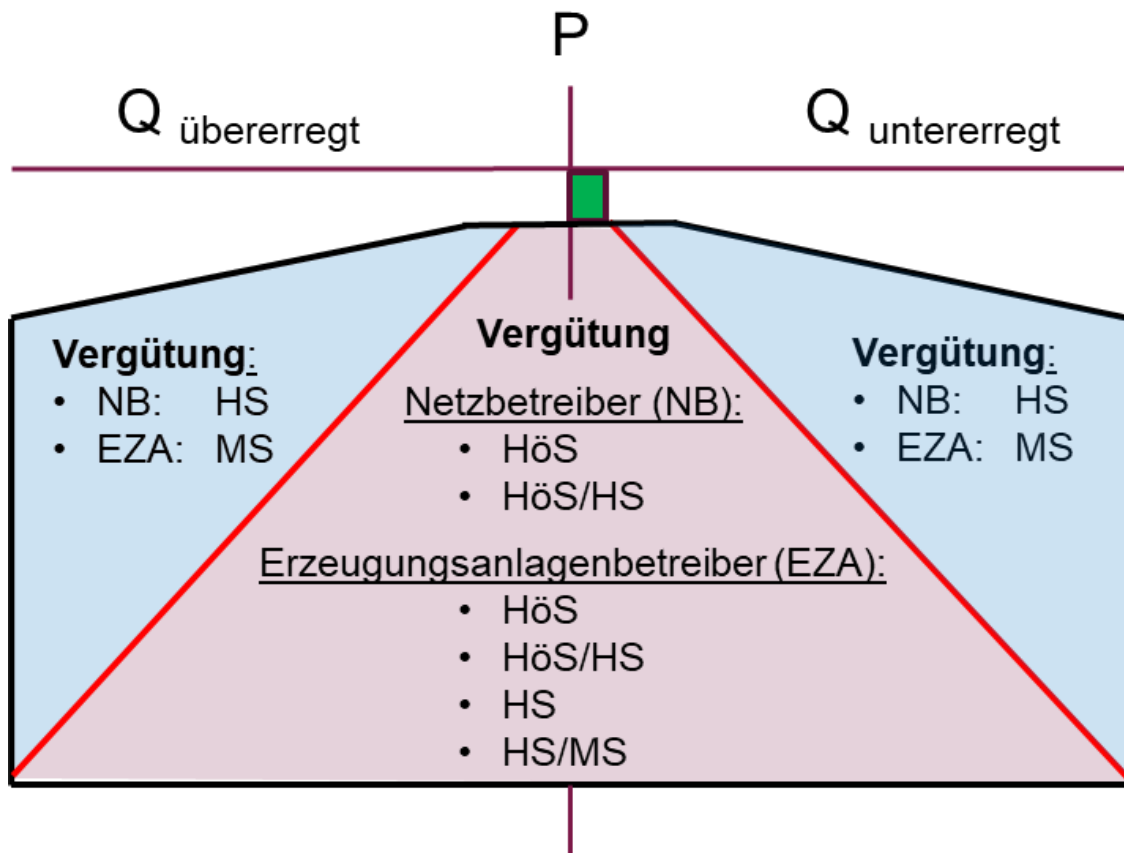 P
Q übererregt
Q untererregt
Vergütung:
• NB: HS
• EZA: MS
Vergütung
Netzbetreiber (NB):
• HöS
• HöS/HS
Erzeugungsanlagenbetreiber (EZA):
• HöS
• HöS/HS
• HS
• HS/MS
Vergütung:
• NB: HS
• EZA: MS